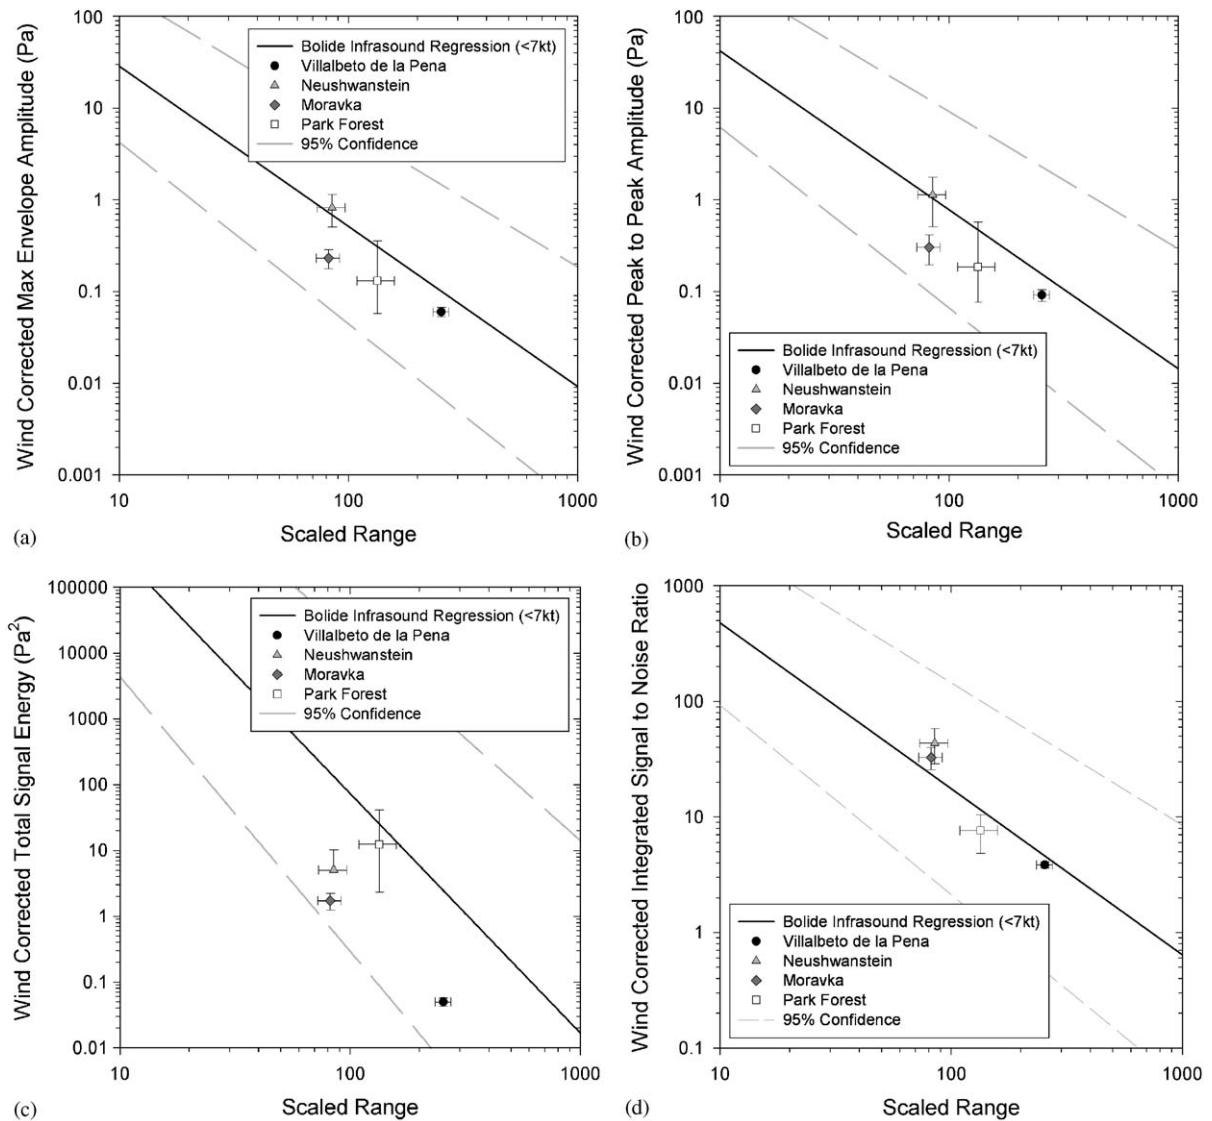 Wind Corrected Max Envelope Amplitude (Pa)
100
10
1
0.1
0.01
0.001
Bolide Infrasound Regression (<7kt)
Villalbeto de la Pena
Neushwanstein
Moravka
Park Forest
95% Confidence
10
100
1000
Scaled Range
(a)
Wind Corrected Peak to Peak Amplitude (Pa)
100
10
1
0.1
0.01
0.001
Bolide Infrasound Regression (<7kt)
Villalbeto de la Pena
Neushwanstein
Moravka
Park Forest
95% Confidence
10
100
1000
Scaled Range
(b)
Wind Corrected Total Signal Energy (Pa²)
100000
10000
1000
100
10
1
0.1
0.01
Bolide Infrasound Regression (<7kt)
Villalbeto de la Pena
Neushwanstein
Moravka
Park Forest
95% Confidence
10
100
1000
Scaled Range
(c)
Wind Corrected Integrated Signal to Noise Ratio
1000
100
10
1
0.1
Bolide Infrasound Regression (<7kt)
Villalbeto de la Pena
Neushwanstein
Moravka
Park Forest
95% Confidence
10
100
1000
Scaled Range
(d)